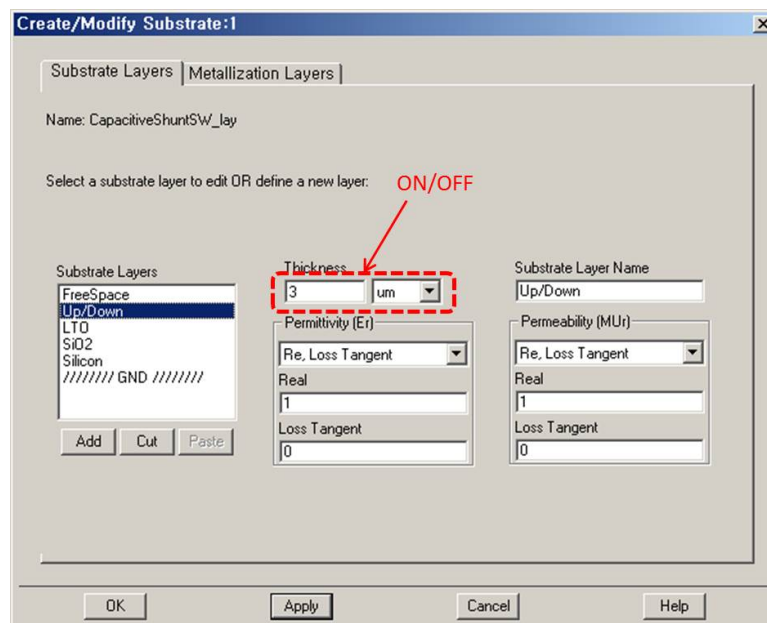 Create/Modify Substrate:1
Substrate Layers
Metallization Layers
Name: CapacitiveShuntSW_lay
Select a substrate layer to edit OR define a new layer:
ON/OFF
Substrate Layers
FreeSpace
Up/Down
LTO
SiO2
Silicon
//////// GND ////////
Add
Cut
Paste
Thickness
3
um
Permittivity (Er)
Re, Loss Tangent
Real
1
Loss Tangent
0
Substrate Layer Name
Up/Down
Permeability (MUr)
Re, Loss Tangent
Real
1
Loss Tangent
0
OK
Apply
Cancel
Help